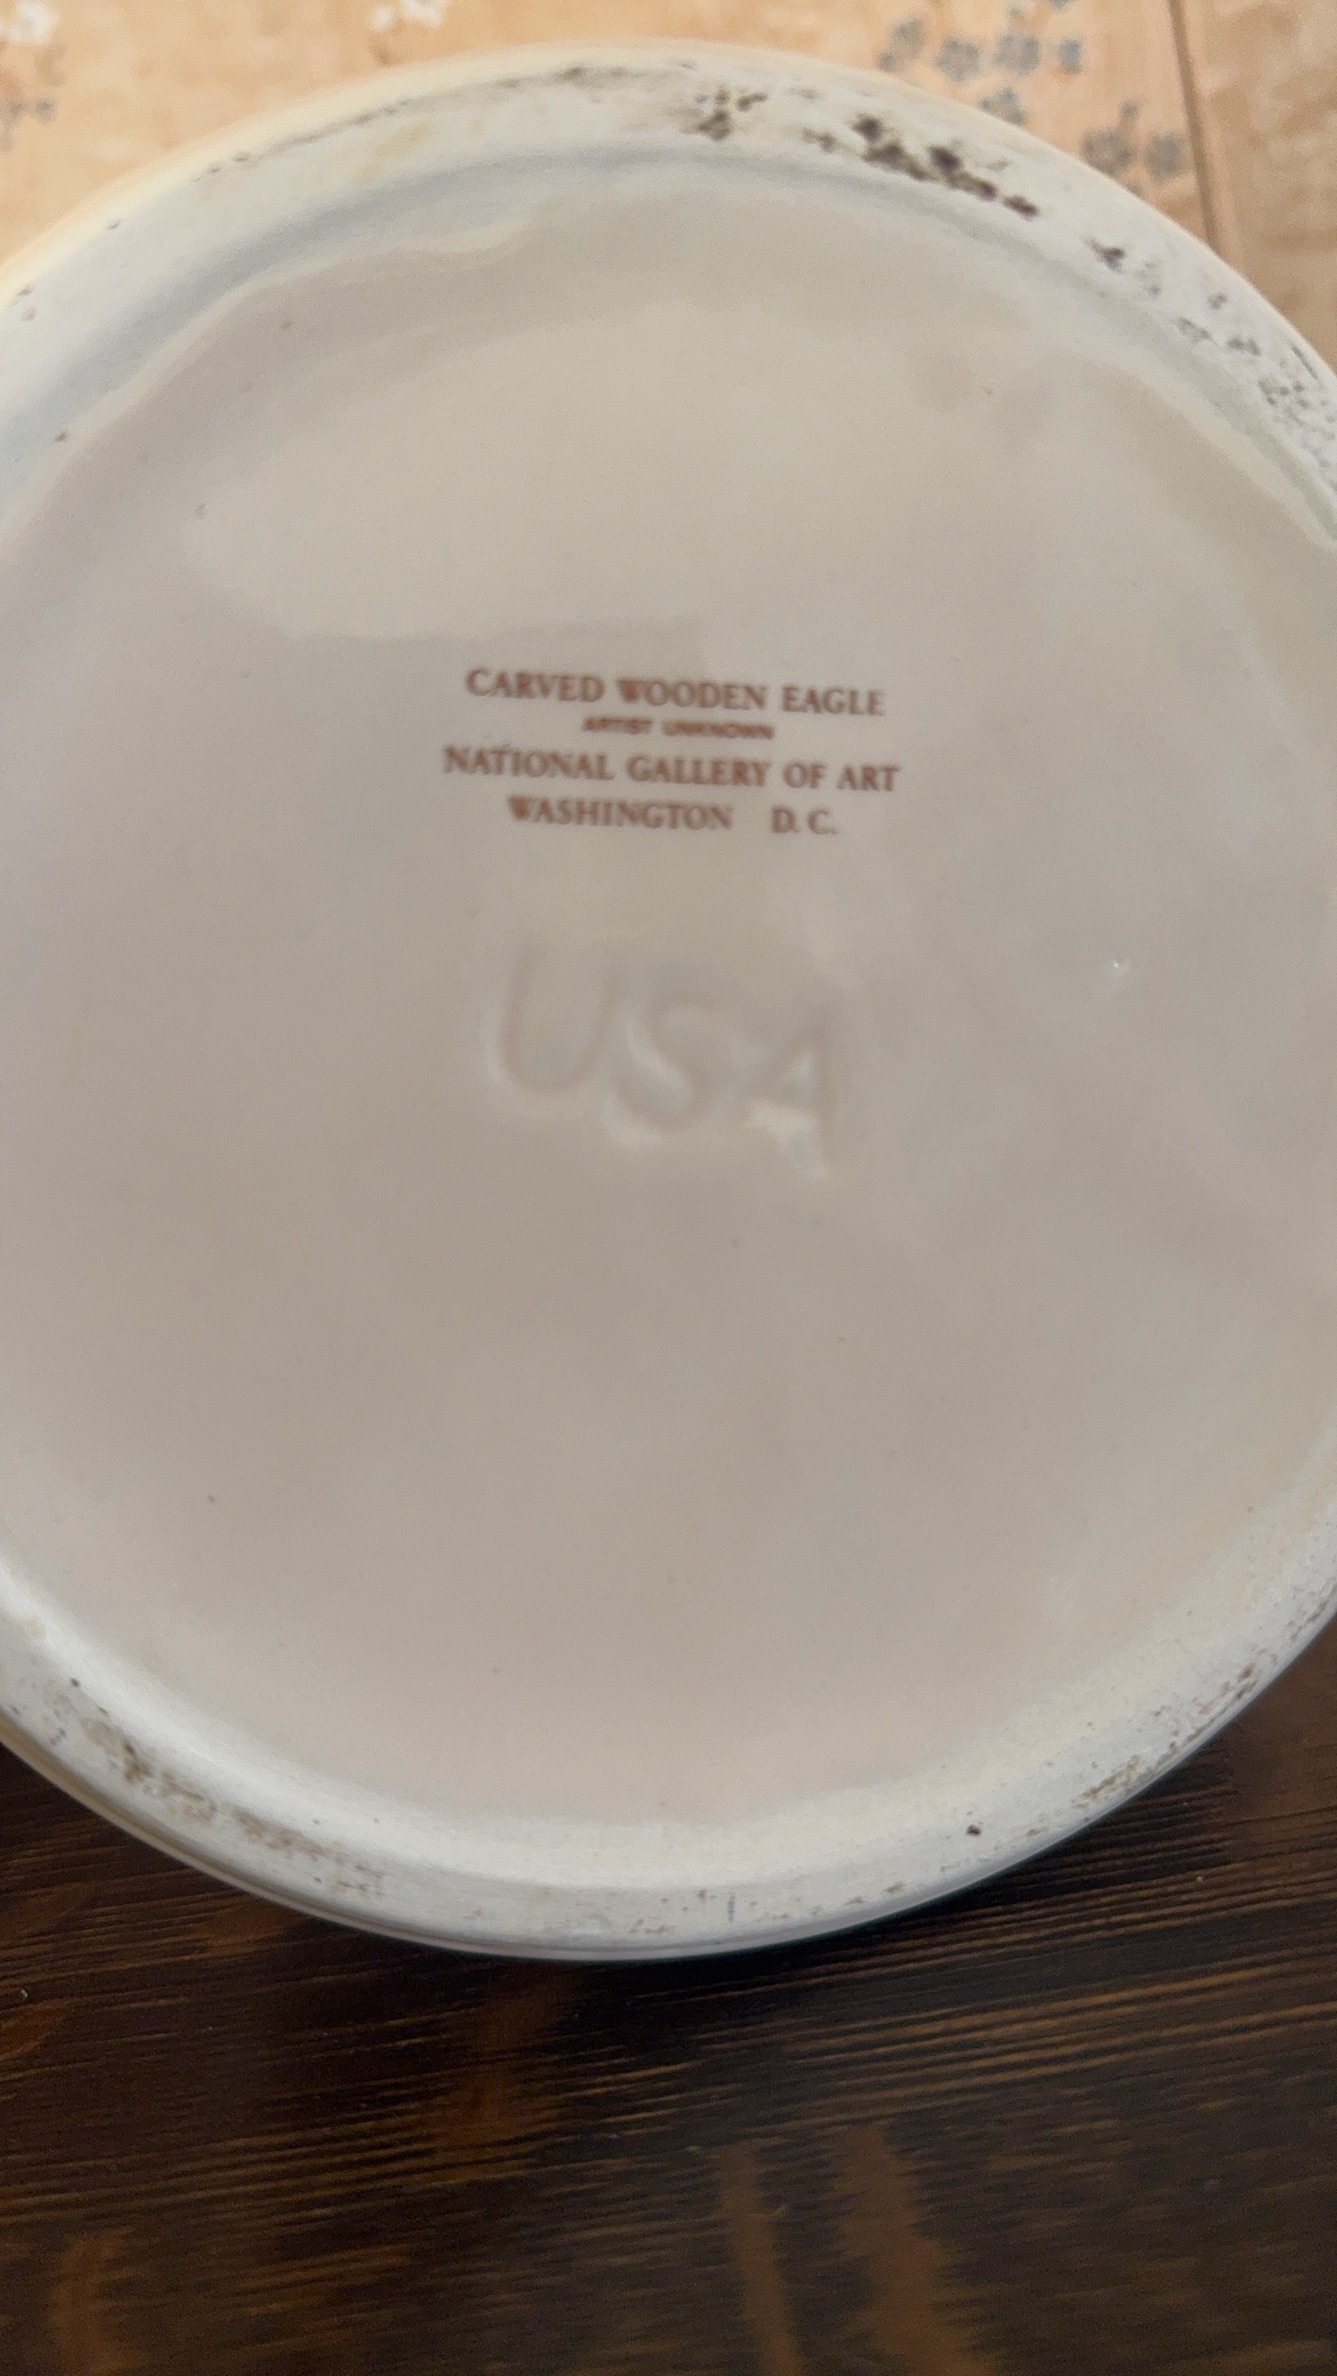 CARVED WOODEN EAGLE
ARTIST UNKNOWN
NATIONAL GALLERY OF ART
WASHINGTON D.C.
USA